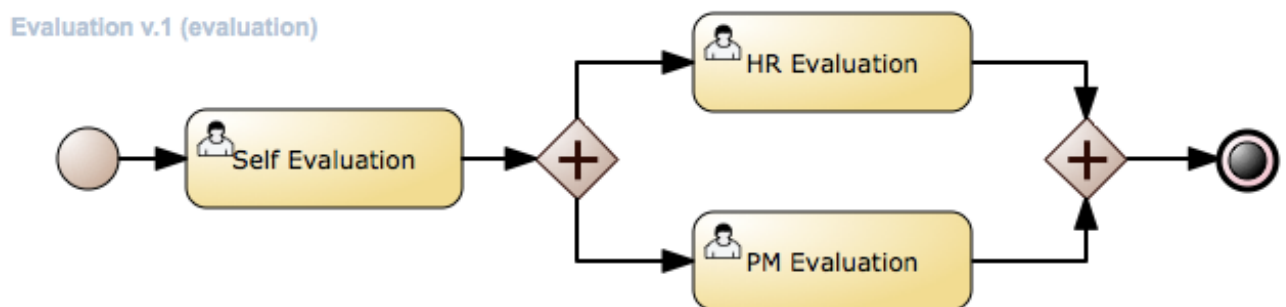 Evaluation v.1 (evaluation)
HR Evaluation
Self Evaluation
PM Evaluation